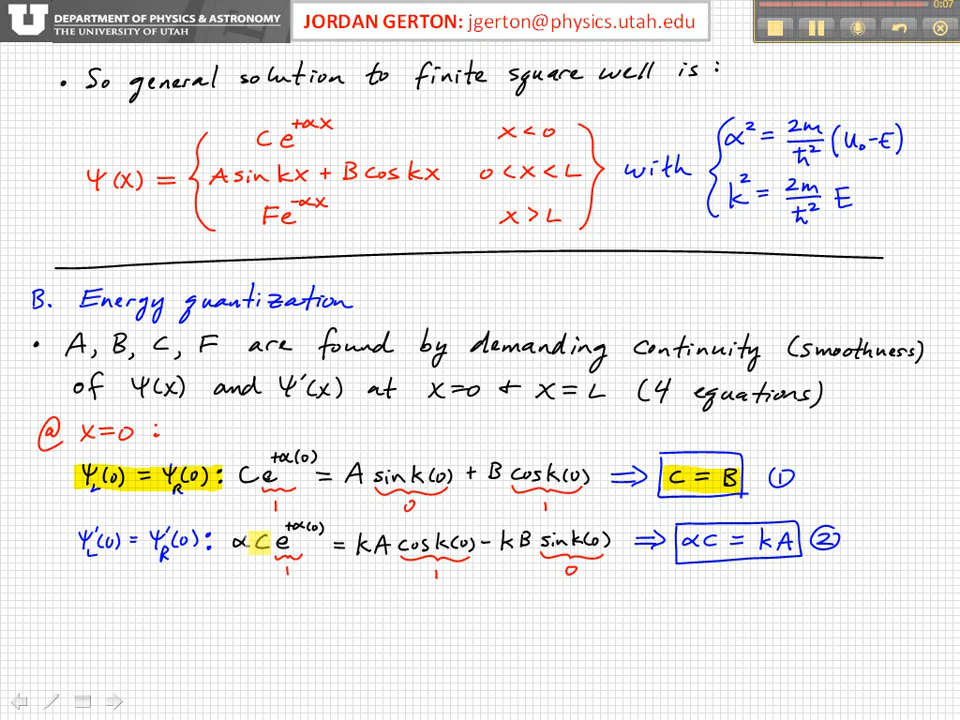 U DEPARTMENT OF PHYSICS & ASTRONOMY
THE UNIVERSITY OF UTAH
JORDAN GERTON: jgerton@physics.utah.edu
0:07
• So general solution to finite square well is:
Ψ(x) = { Ce^{+αx} x < 0
A sin kx + B cos kx 0 < x < L
Fe^{-αx} x > L }
with { α² = 2m/ħ² (U₀-E)
k² = 2m/ħ² E
B. Energy quantization
• A, B, C, F are found by demanding continuity (smoothness)
of Ψ(x) and Ψ'(x) at x=0 & x=L (4 equations)
@ x=0 :
Ψ_L(0) = Ψ_R(0): Ce^{+α(0)} = A sin k(0) + B cos k(0) ⟹ C = B ①
1 0 1
Ψ'_L(0) = Ψ'_R(0): αCe^{+α(0)} = kA cos k(0) - kB sin k(0) ⟹ αC = kA ②
1 1 0